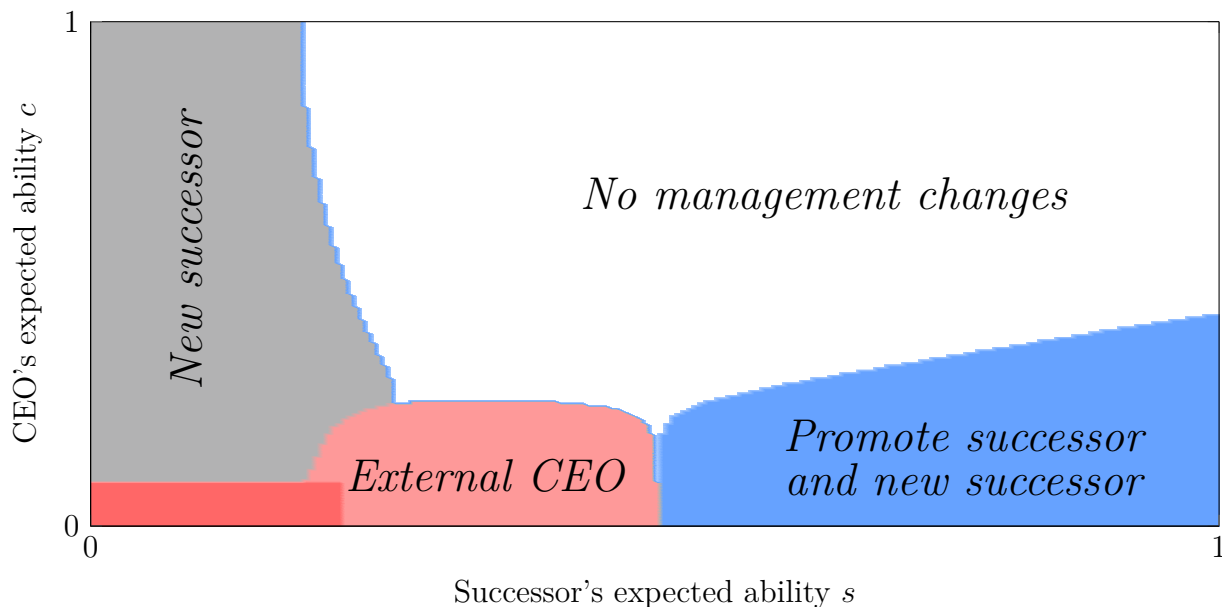 1
CEO's expected ability c
New successor
No management changes
Promote successor
and new successor
External CEO
0
0
1
Successor's expected ability s